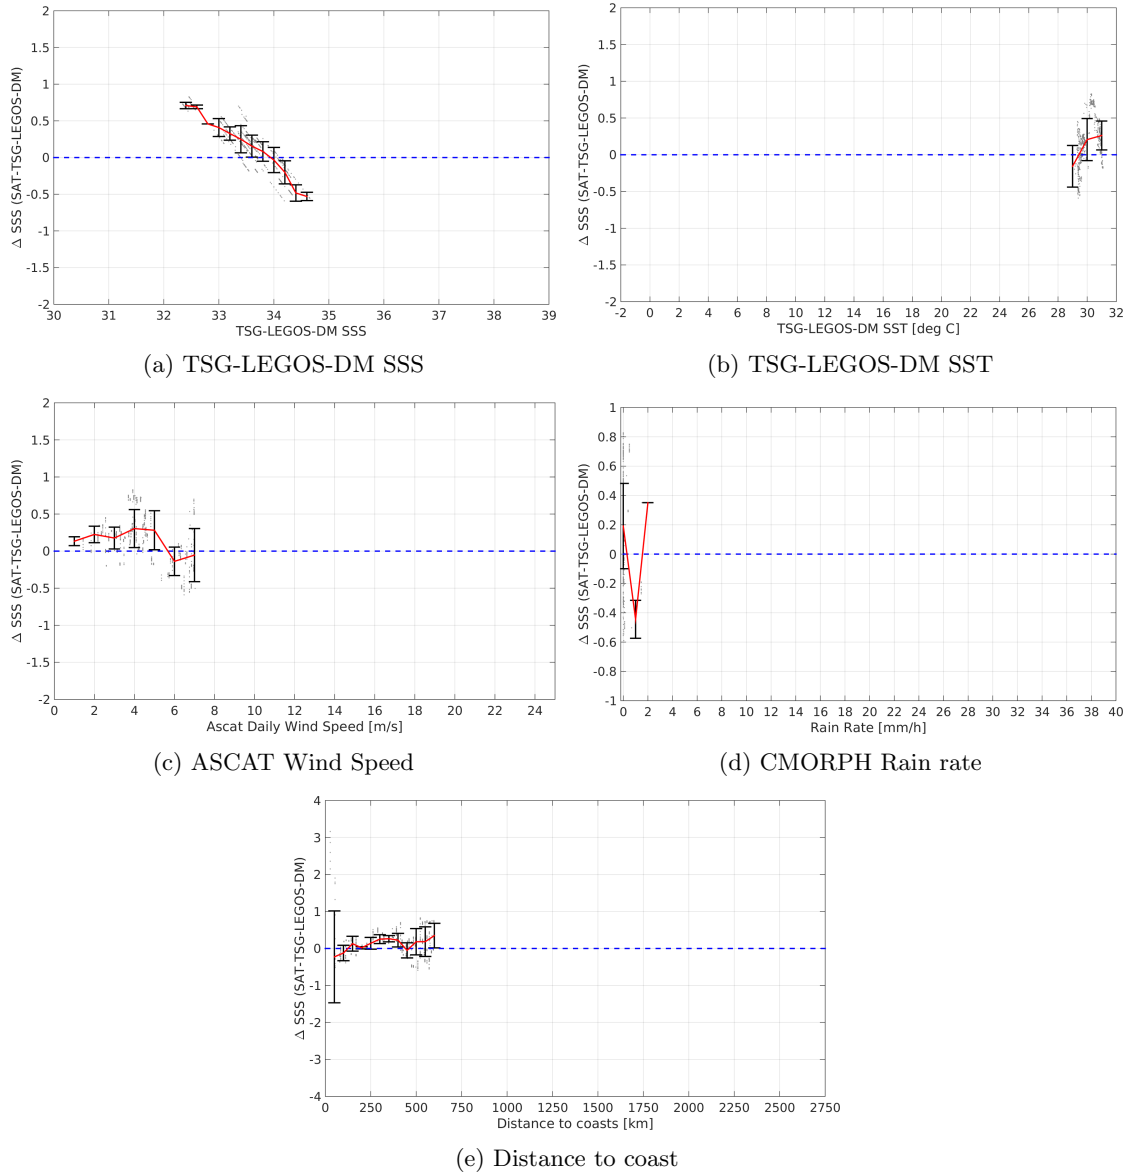 2
1.5
1
0.5
0
-0.5
-1
-1.5
-2
Δ SSS (SAT-TSG-LEGOS-DM)
30 31 32 33 34 35 36 37 38 39
TSG-LEGOS-DM SSS
(a) TSG-LEGOS-DM SSS
2
1.5
1
0.5
0
-0.5
-1
-1.5
-2
Δ SSS (SAT-TSG-LEGOS-DM)
-2 0 2 4 6 8 10 12 14 16 18 20 22 24 26 28 30 32
TSG-LEGOS-DM SST [deg C]
(b) TSG-LEGOS-DM SST
2
1.5
1
0.5
0
-0.5
-1
-1.5
-2
Δ SSS (SAT-TSG-LEGOS-DM)
0 2 4 6 8 10 12 14 16 18 20 22 24
Ascat Daily Wind Speed [m/s]
(c) ASCAT Wind Speed
1
0.8
0.6
0.4
0.2
0
-0.2
-0.4
-0.6
-0.8
-1
Δ SSS (SAT-TSG-LEGOS-DM)
0 2 4 6 8 10 12 14 16 18 20 22 24 26 28 30 32 34 36 38 40
Rain Rate [mm/h]
(d) CMORPH Rain rate
4
3
2
1
0
-1
-2
-3
-4
Δ SSS (SAT-TSG-LEGOS-DM)
0 250 500 750 1000 1250 1500 1750 2000 2250 2500 2750
Distance to coasts [km]
(e) Distance to coast